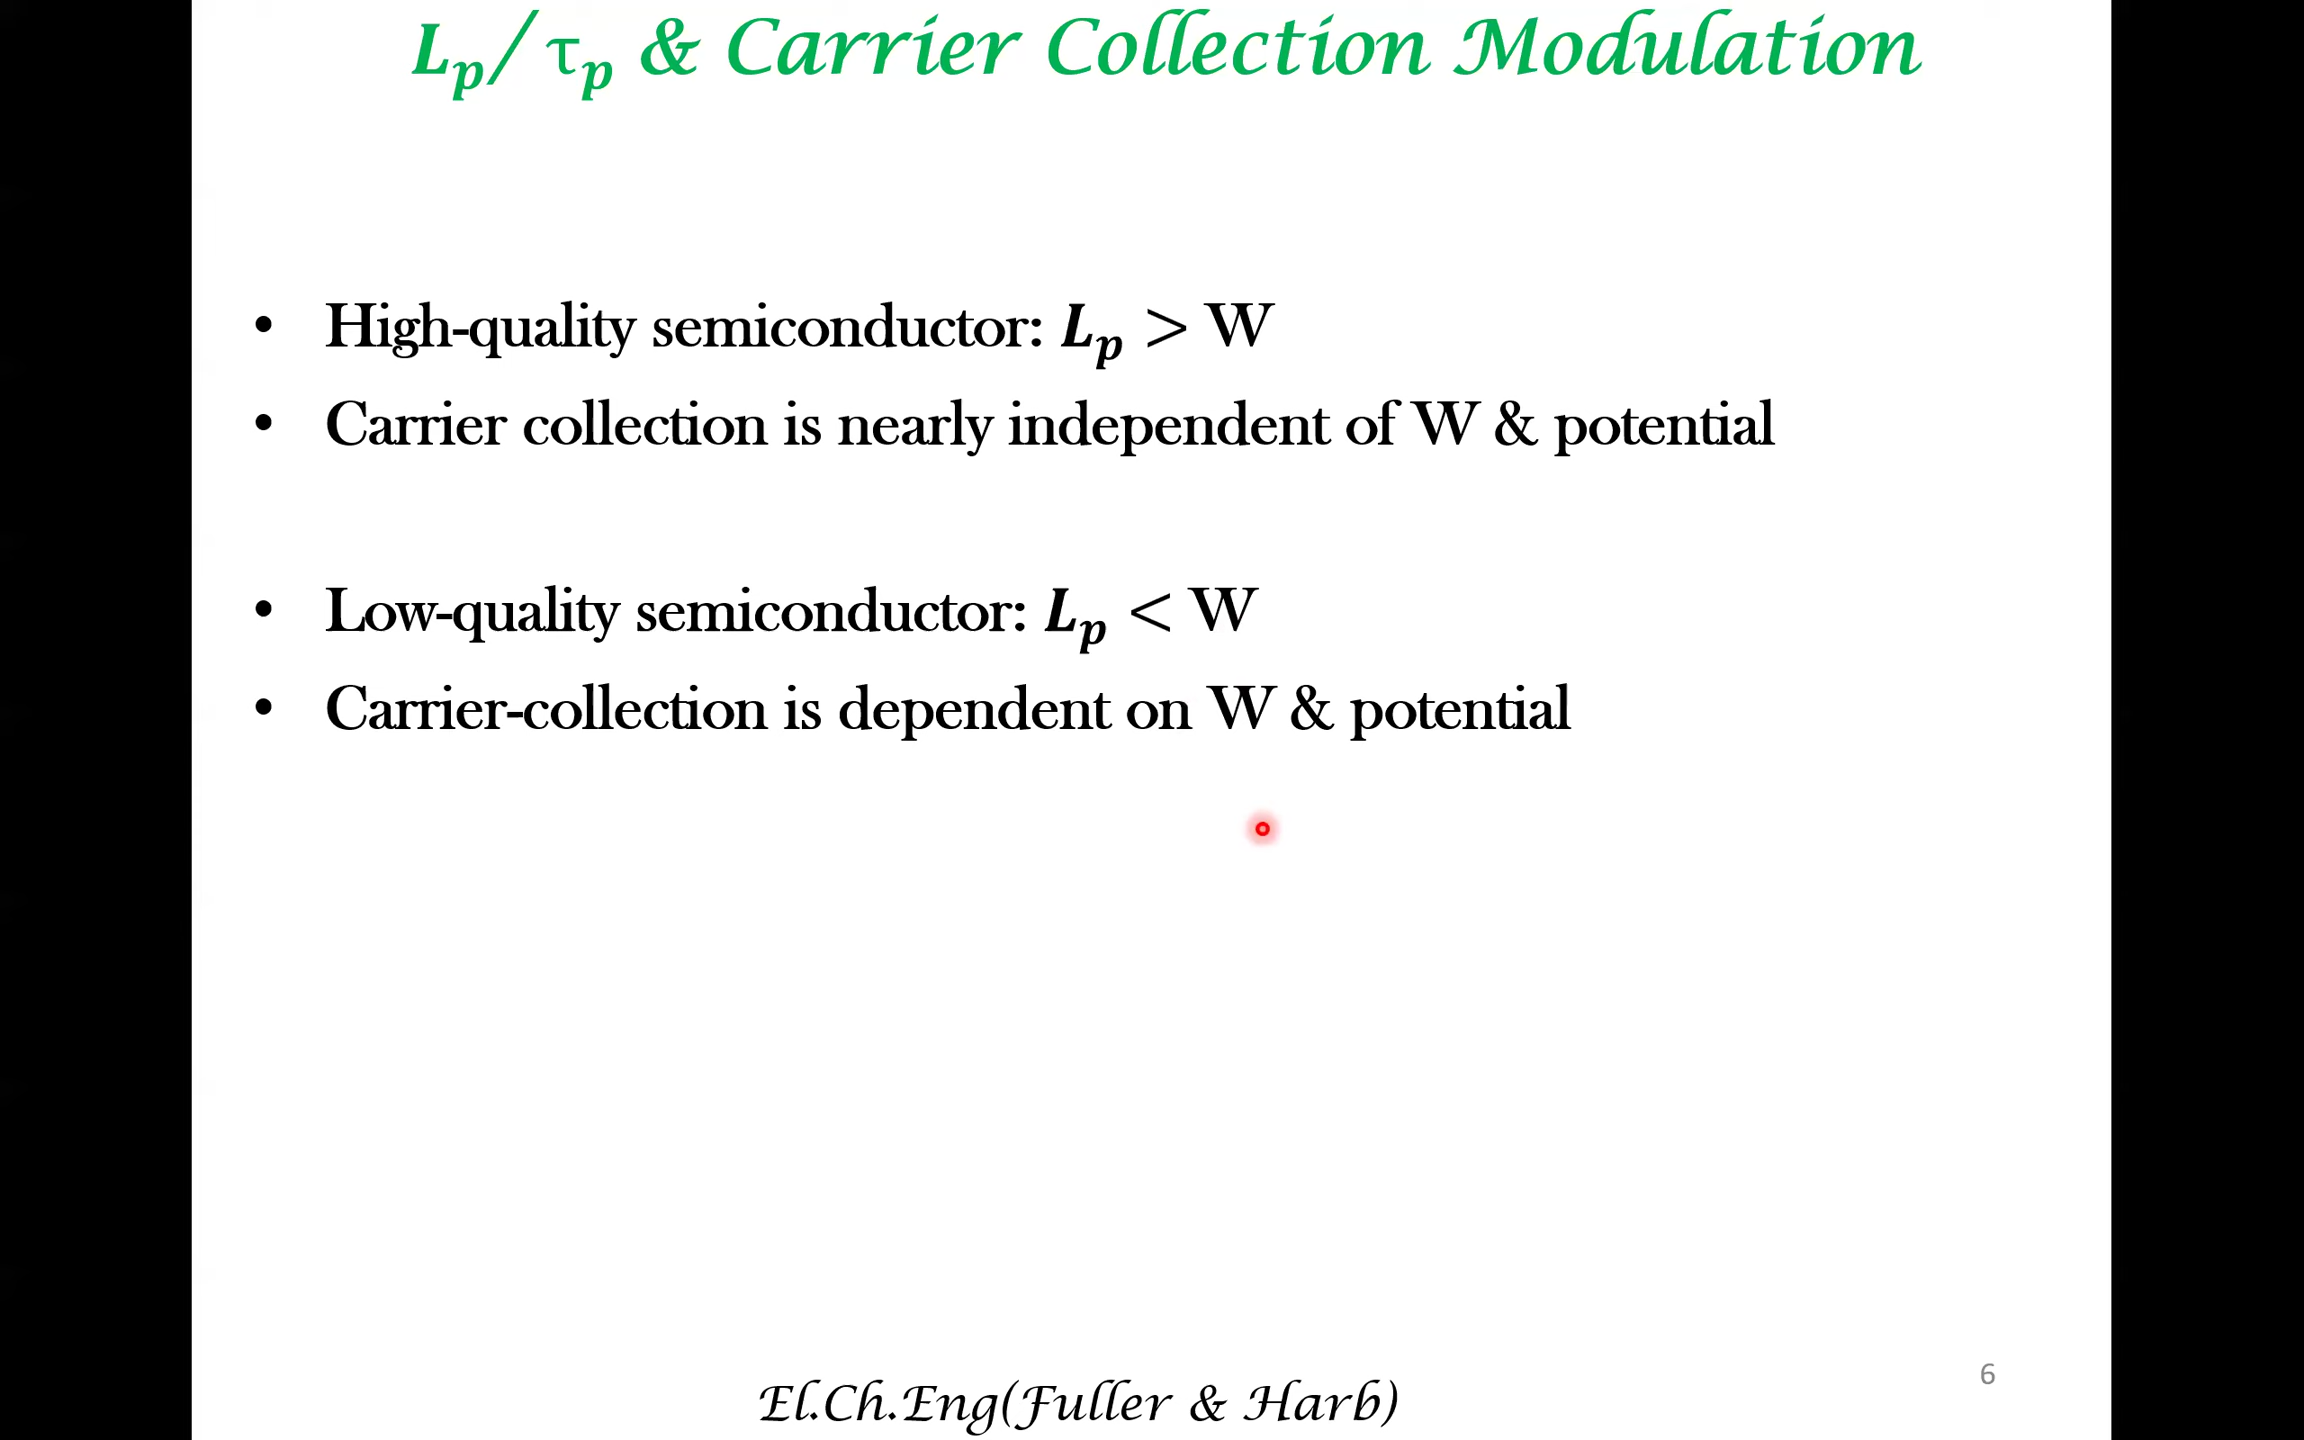 Lp/ τp & Carrier Collection Modulation
• High-quality semiconductor: Lp > W
• Carrier collection is nearly independent of W & potential
• Low-quality semiconductor: Lp < W
• Carrier-collection is dependent on W & potential
El.Ch.Eng(Fuller & Harb)
6